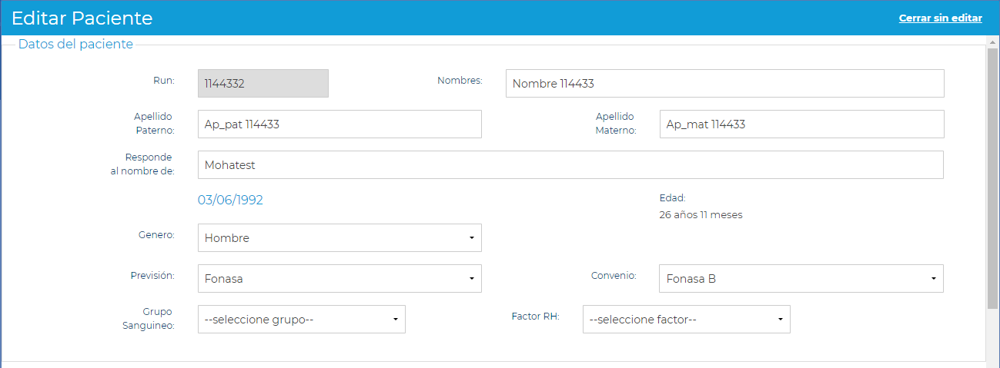 Editar Paciente
Cerrar sin editar
Datos del paciente
Run:
1144332
Nombres:
Nombre 114433
Apellido
Paterno:
Ap_pat 114433
Apellido
Materno:
Ap_mat 114433
Responde
al nombre de:
Mohatest
03/06/1992
Edad:
26 años 11 meses
Genero:
Hombre
Previsión:
Fonasa
Convenio:
Fonasa B
Grupo
Sanguineo:
--seleccione grupo--
Factor RH:
--seleccione factor--